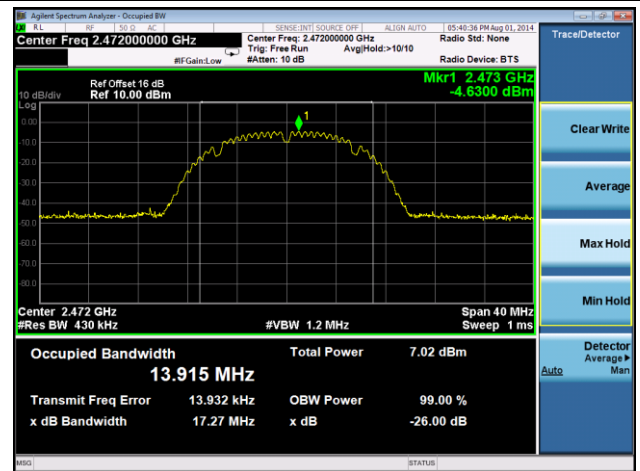 Agilent Spectrum Analyzer - Occupied BW
RL RF 50 Ω AC SENSE:INT SOURCE OFF ALIGN AUTO 05:40:36 PM Aug 01, 2014
Center Freq 2.472000000 GHz
Center Freq: 2.472000000 GHz
Radio Std: None
Trig: Free Run Avg|Hold:>10/10
#IFGain:Low #Atten: 10 dB Radio Device: BTS
Trace/Detector
Ref Offset 16 dB
10 dB/div Ref 10.00 dBm
Mkr1 2.473 GHz
-4.6300 dBm
Log
0.00
1
-10.0
-20.0
-30.0
-40.0
-50.0
-60.0
-70.0
-80.0
Center 2.472 GHz Span 40 MHz
#Res BW 430 kHz #VBW 1.2 MHz Sweep 1 ms
Occupied Bandwidth Total Power 7.02 dBm
13.915 MHz
Transmit Freq Error 13.932 kHz OBW Power 99.00 %
x dB Bandwidth 17.27 MHz x dB -26.00 dB
Clear Write
Average
Max Hold
Min Hold
Detector
Average
Auto Man
MSG STATUS